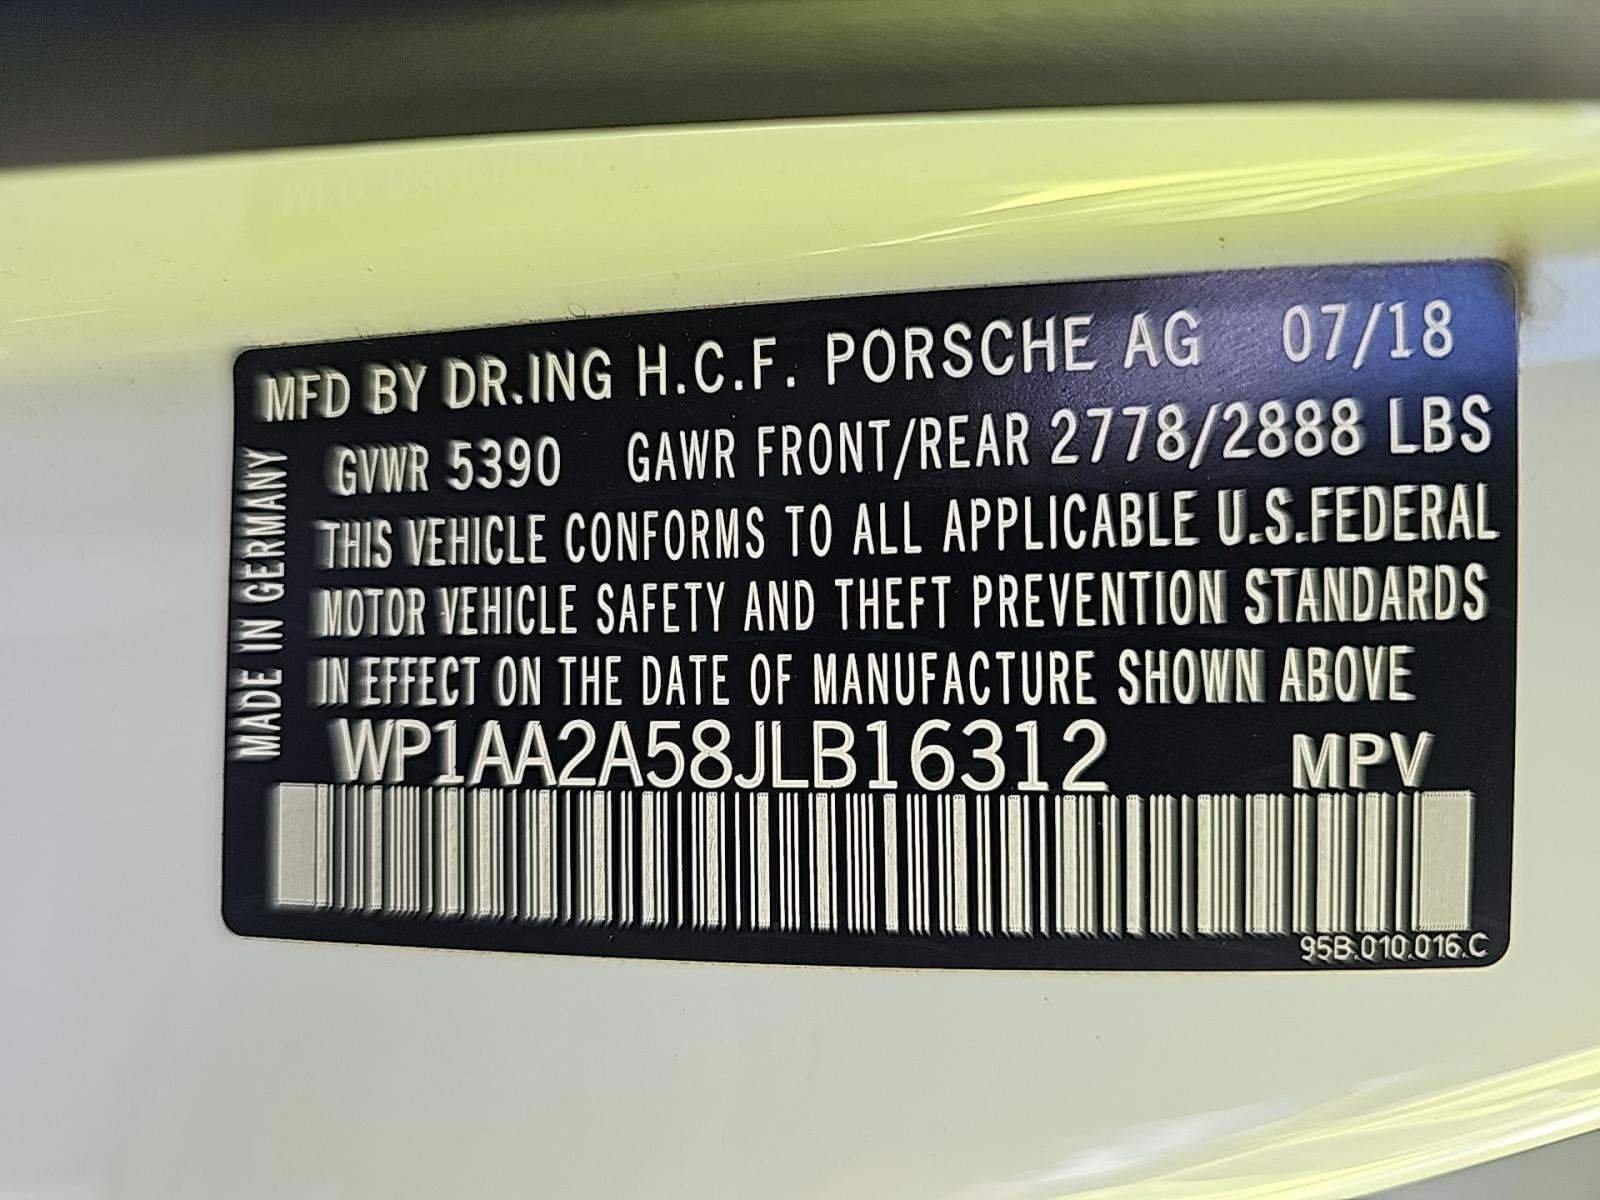 MFD BY DR.ING H.C.F. PORSCHE AG 07/18
GVWR 5390 GAWR FRONT/REAR 2778/2888 LBS
THIS VEHICLE CONFORMS TO ALL APPLICABLE U.S.FEDERAL
MOTOR VEHICLE SAFETY AND THEFT PREVENTION STANDARDS
IN EFFECT ON THE DATE OF MANUFACTURE SHOWN ABOVE
WP1AA2A58JLB16312 MPV
95B.010.016.C
MADE IN GERMANY